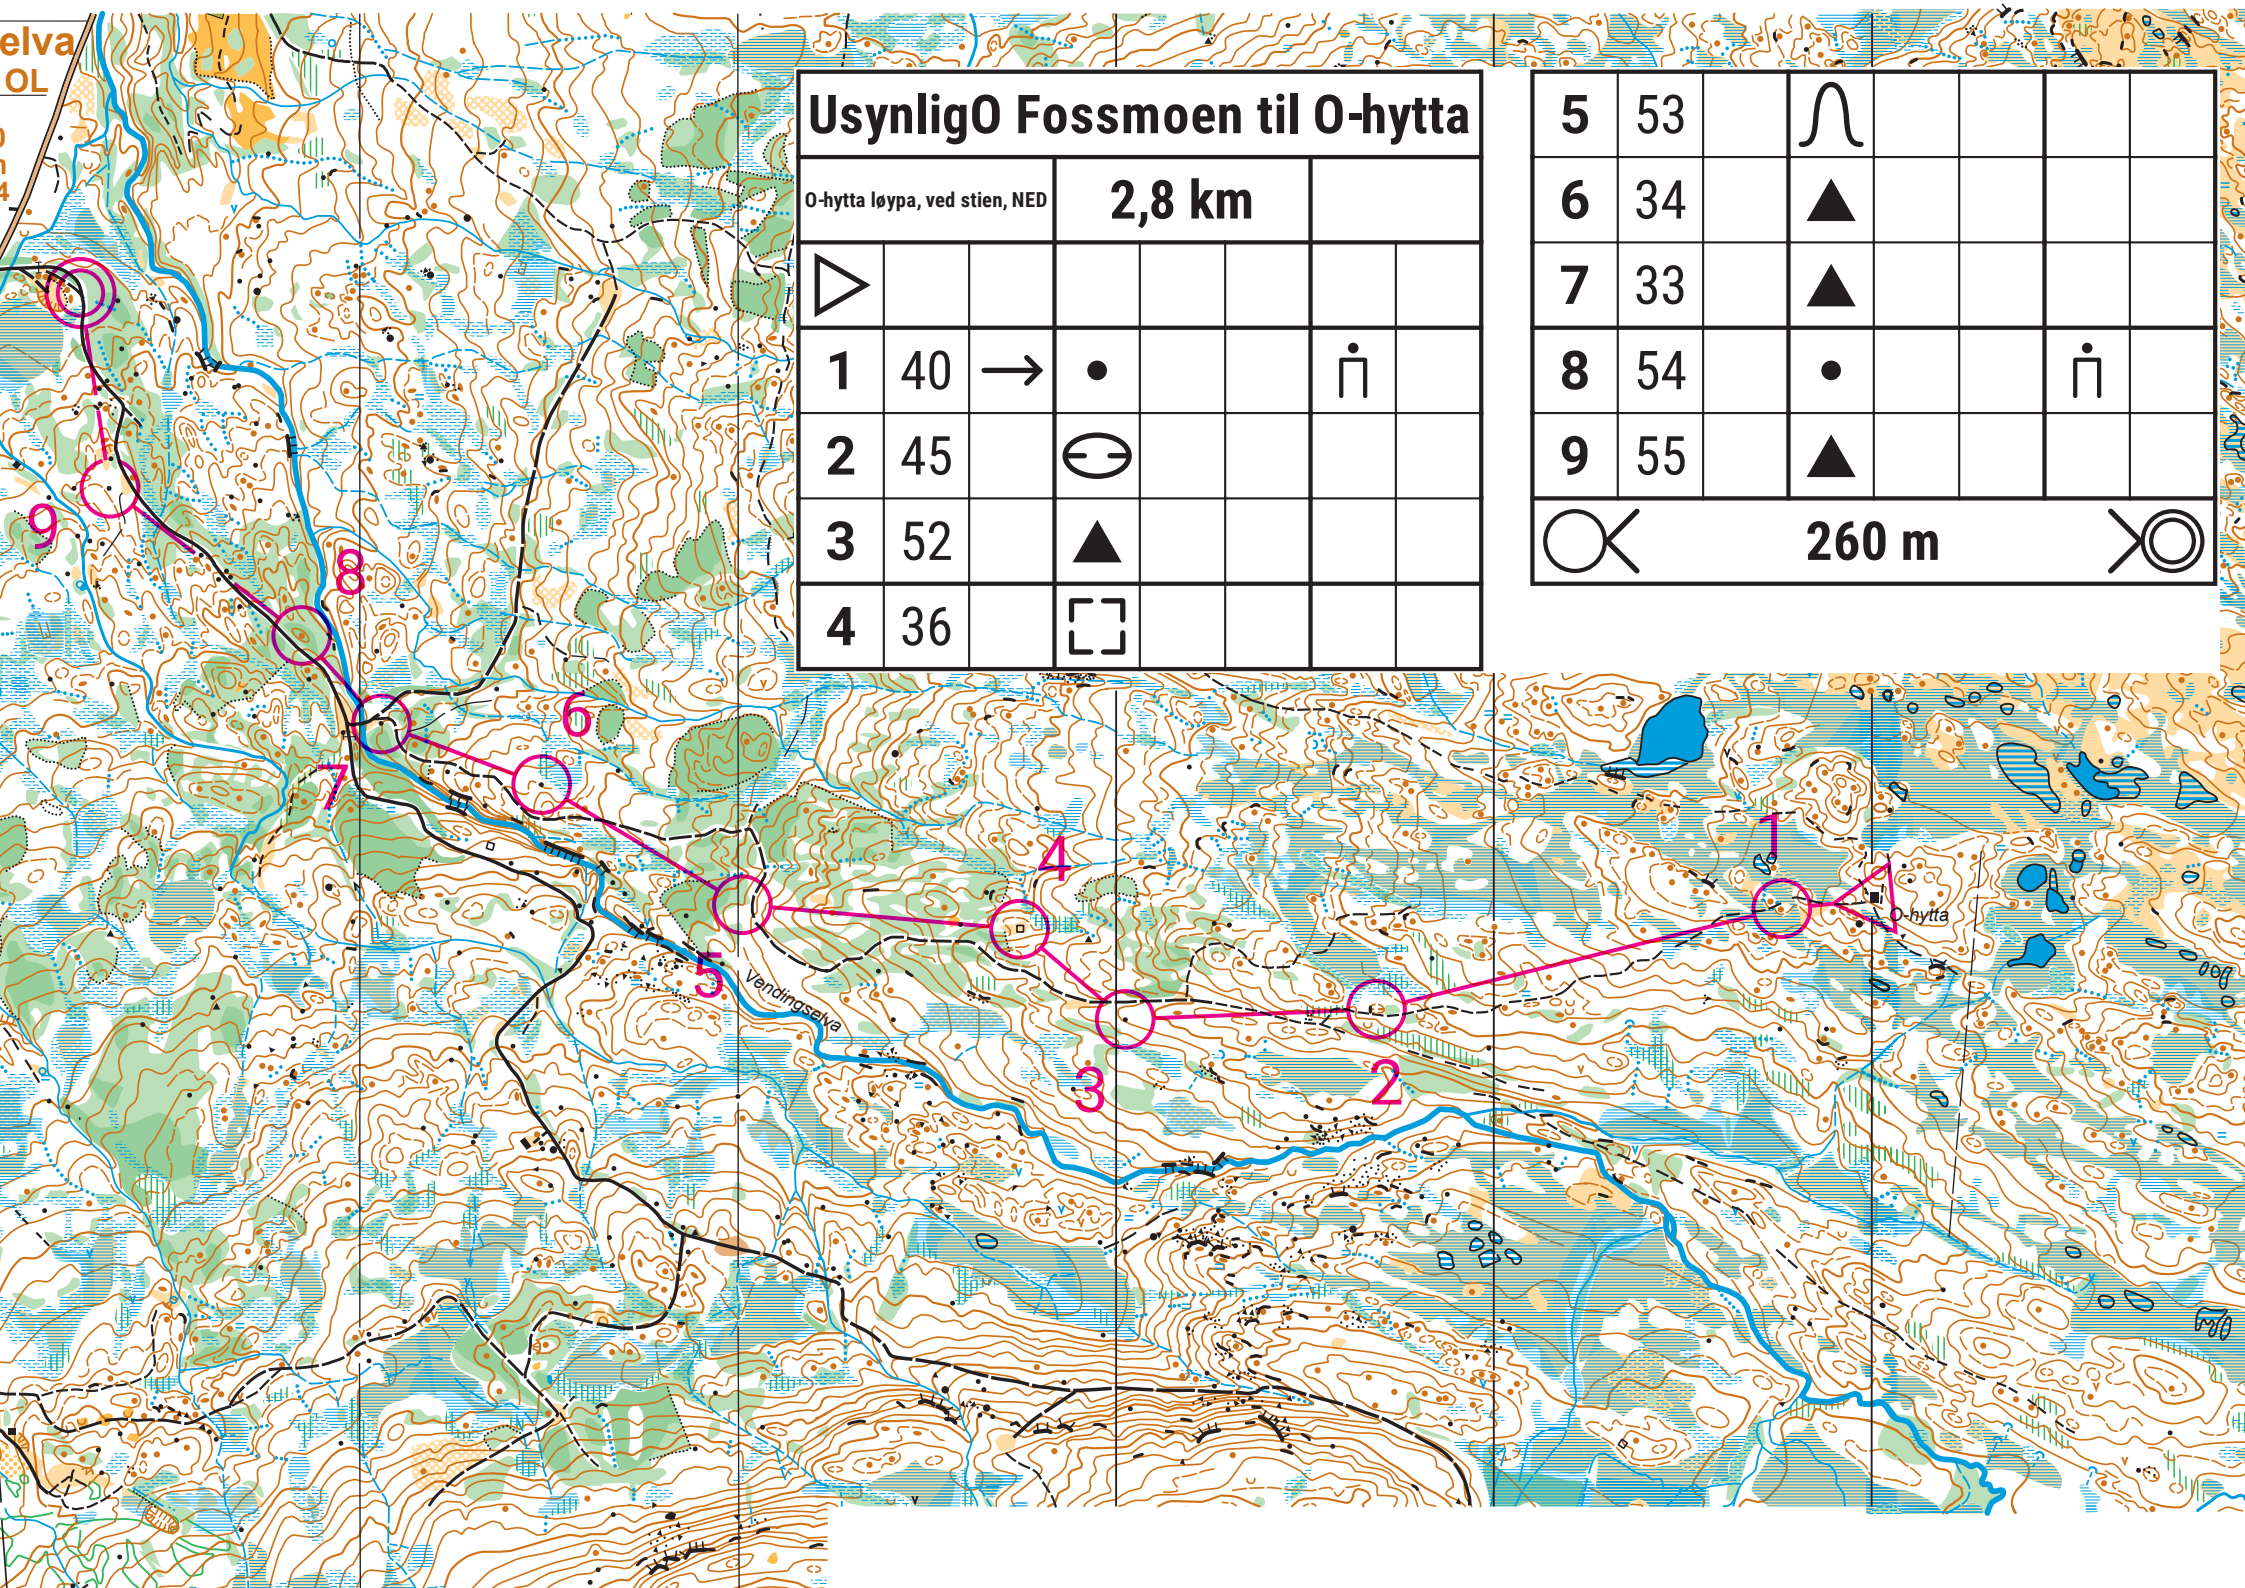 elva
OL
0
n
4
UsynligO Fossmoen til O-hytta
O-hytta løypa, ved stien, NED 2,8 km
1 40
2 45
3 52
4 36
5 53
6 34
7 33
8 54
9 55
260 m
9
8
7
6
5
4
3
2
1
O-hytta
Vendingselva